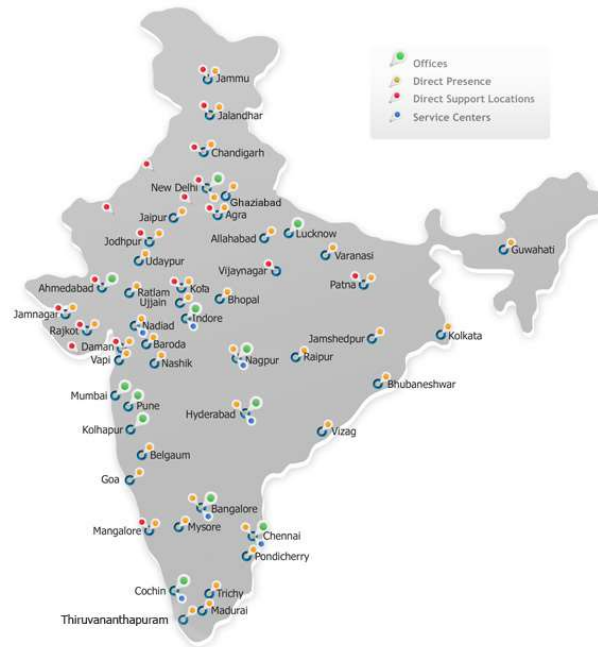 Offices
Direct Presence
Direct Support Locations
Service Centers
Jammu
Jalandhar
Chandigarh
New Delhi
Ghaziabad
Jaipur
Agra
Lucknow
Allahabad
Jodhpur
Guwahati
Varanasi
Udaypur
Vijaynagar
Ahmedabad
Ratlam
Kota
Patna
Ujjain
Bhopal
Jamnagar
Indore
Rajkot
Nadiad
Kolkata
Jamshedpur
Daman
Baroda
Vapi
Nashik
Nagpur
Raipur
Bhubaneshwar
Mumbai
Pune
Hyderabad
Kolhapur
Vizag
Belgaum
Goa
Bangalore
Mangalore
Mysore
Chennai
Pondicherry
Cochin
Trichy
Madurai
Thiruvananthapuram